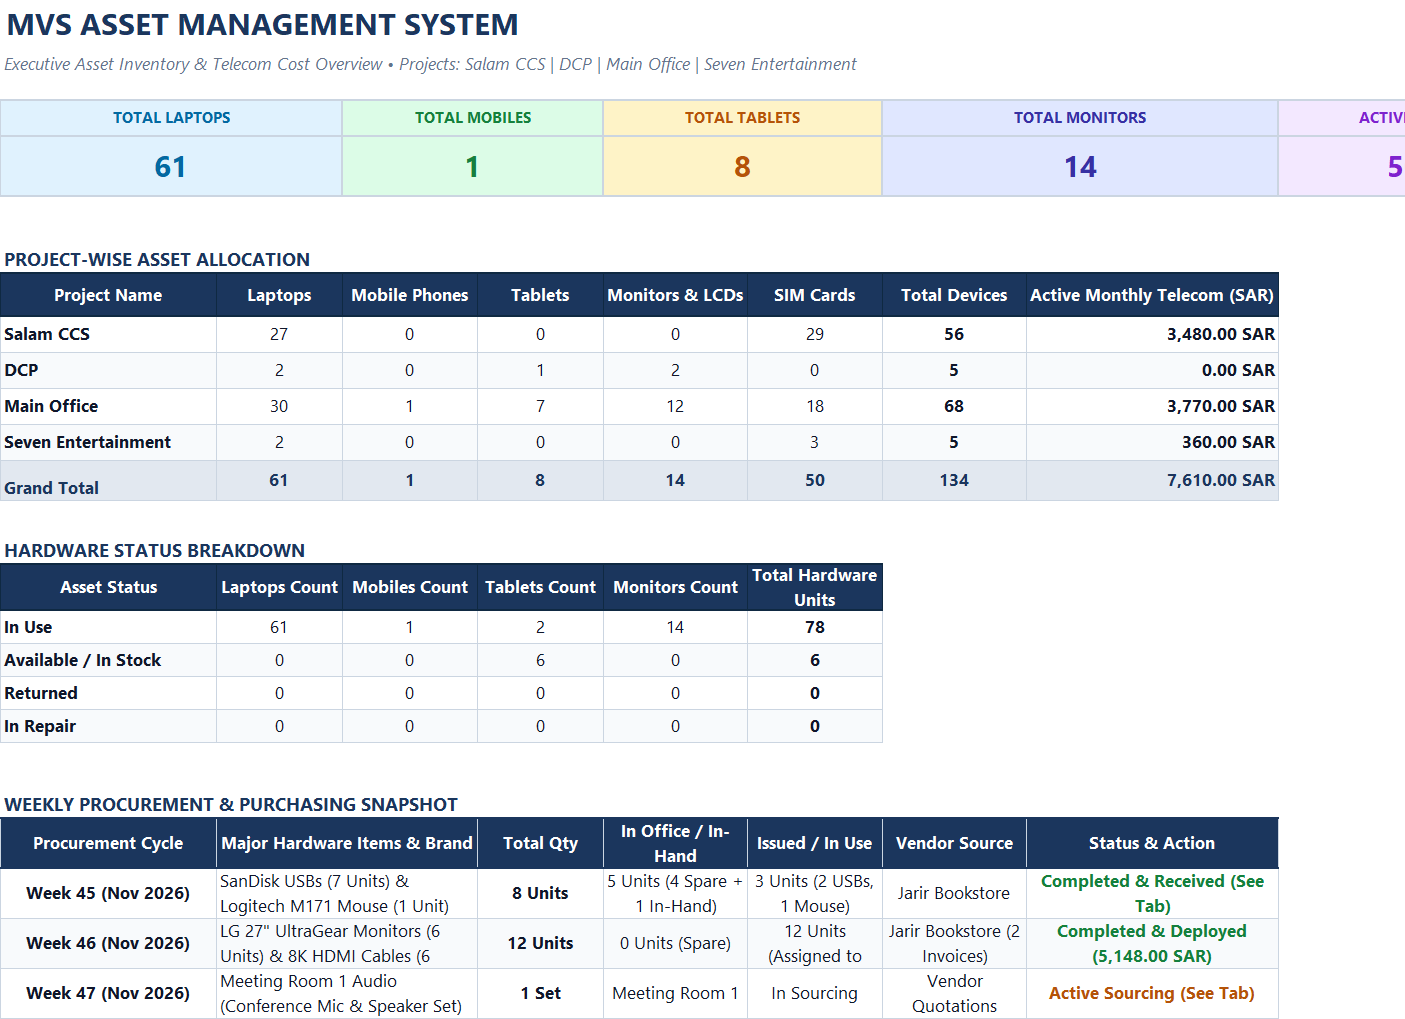 MVS ASSET MANAGEMENT SYSTEM
Executive Asset Inventory & Telecom Cost Overview • Projects: Salam CCS | DCP | Main Office | Seven Entertainment
TOTAL LAPTOPS TOTAL MOBILES TOTAL TABLETS TOTAL MONITORS
61 1 8 14 5
PROJECT-WISE ASSET ALLOCATION
Project Name Laptops Mobile Phones Tablets Monitors & LCDs SIM Cards Total Devices Active Monthly Telecom (SAR)
Salam CCS 27 0 0 0 29 56 3,480.00 SAR
DCP 2 0 1 2 0 5 0.00 SAR
Main Office 30 1 7 12 18 68 3,770.00 SAR
Seven Entertainment 2 0 0 0 3 5 360.00 SAR
Grand Total 61 1 8 14 50 134 7,610.00 SAR
HARDWARE STATUS BREAKDOWN
Asset Status Laptops Count Mobiles Count Tablets Count Monitors Count Total Hardware Units
In Use 61 1 2 14 78
Available / In Stock 0 0 6 0 6
Returned 0 0 0 0 0
In Repair 0 0 0 0 0
WEEKLY PROCUREMENT & PURCHASING SNAPSHOT
Procurement Cycle Major Hardware Items & Brand Total Qty In Office / In-Hand Issued / In Use Vendor Source Status & Action
Week 45 (Nov 2026) SanDisk USBs (7 Units) & Logitech M171 Mouse (1 Unit) 8 Units 5 Units (4 Spare + 1 In-Hand) 3 Units (2 USBs, 1 Mouse) Jarir Bookstore Completed & Received (See Tab)
Week 46 (Nov 2026) LG 27" UltraGear Monitors (6 Units) & 8K HDMI Cables (6 12 Units 0 Units (Spare) 12 Units (Assigned to Jarir Bookstore (2 Invoices) Completed & Deployed (5,148.00 SAR)
Week 47 (Nov 2026) Meeting Room 1 Audio (Conference Mic & Speaker Set) 1 Set Meeting Room 1 In Sourcing Vendor Quotations Active Sourcing (See Tab)